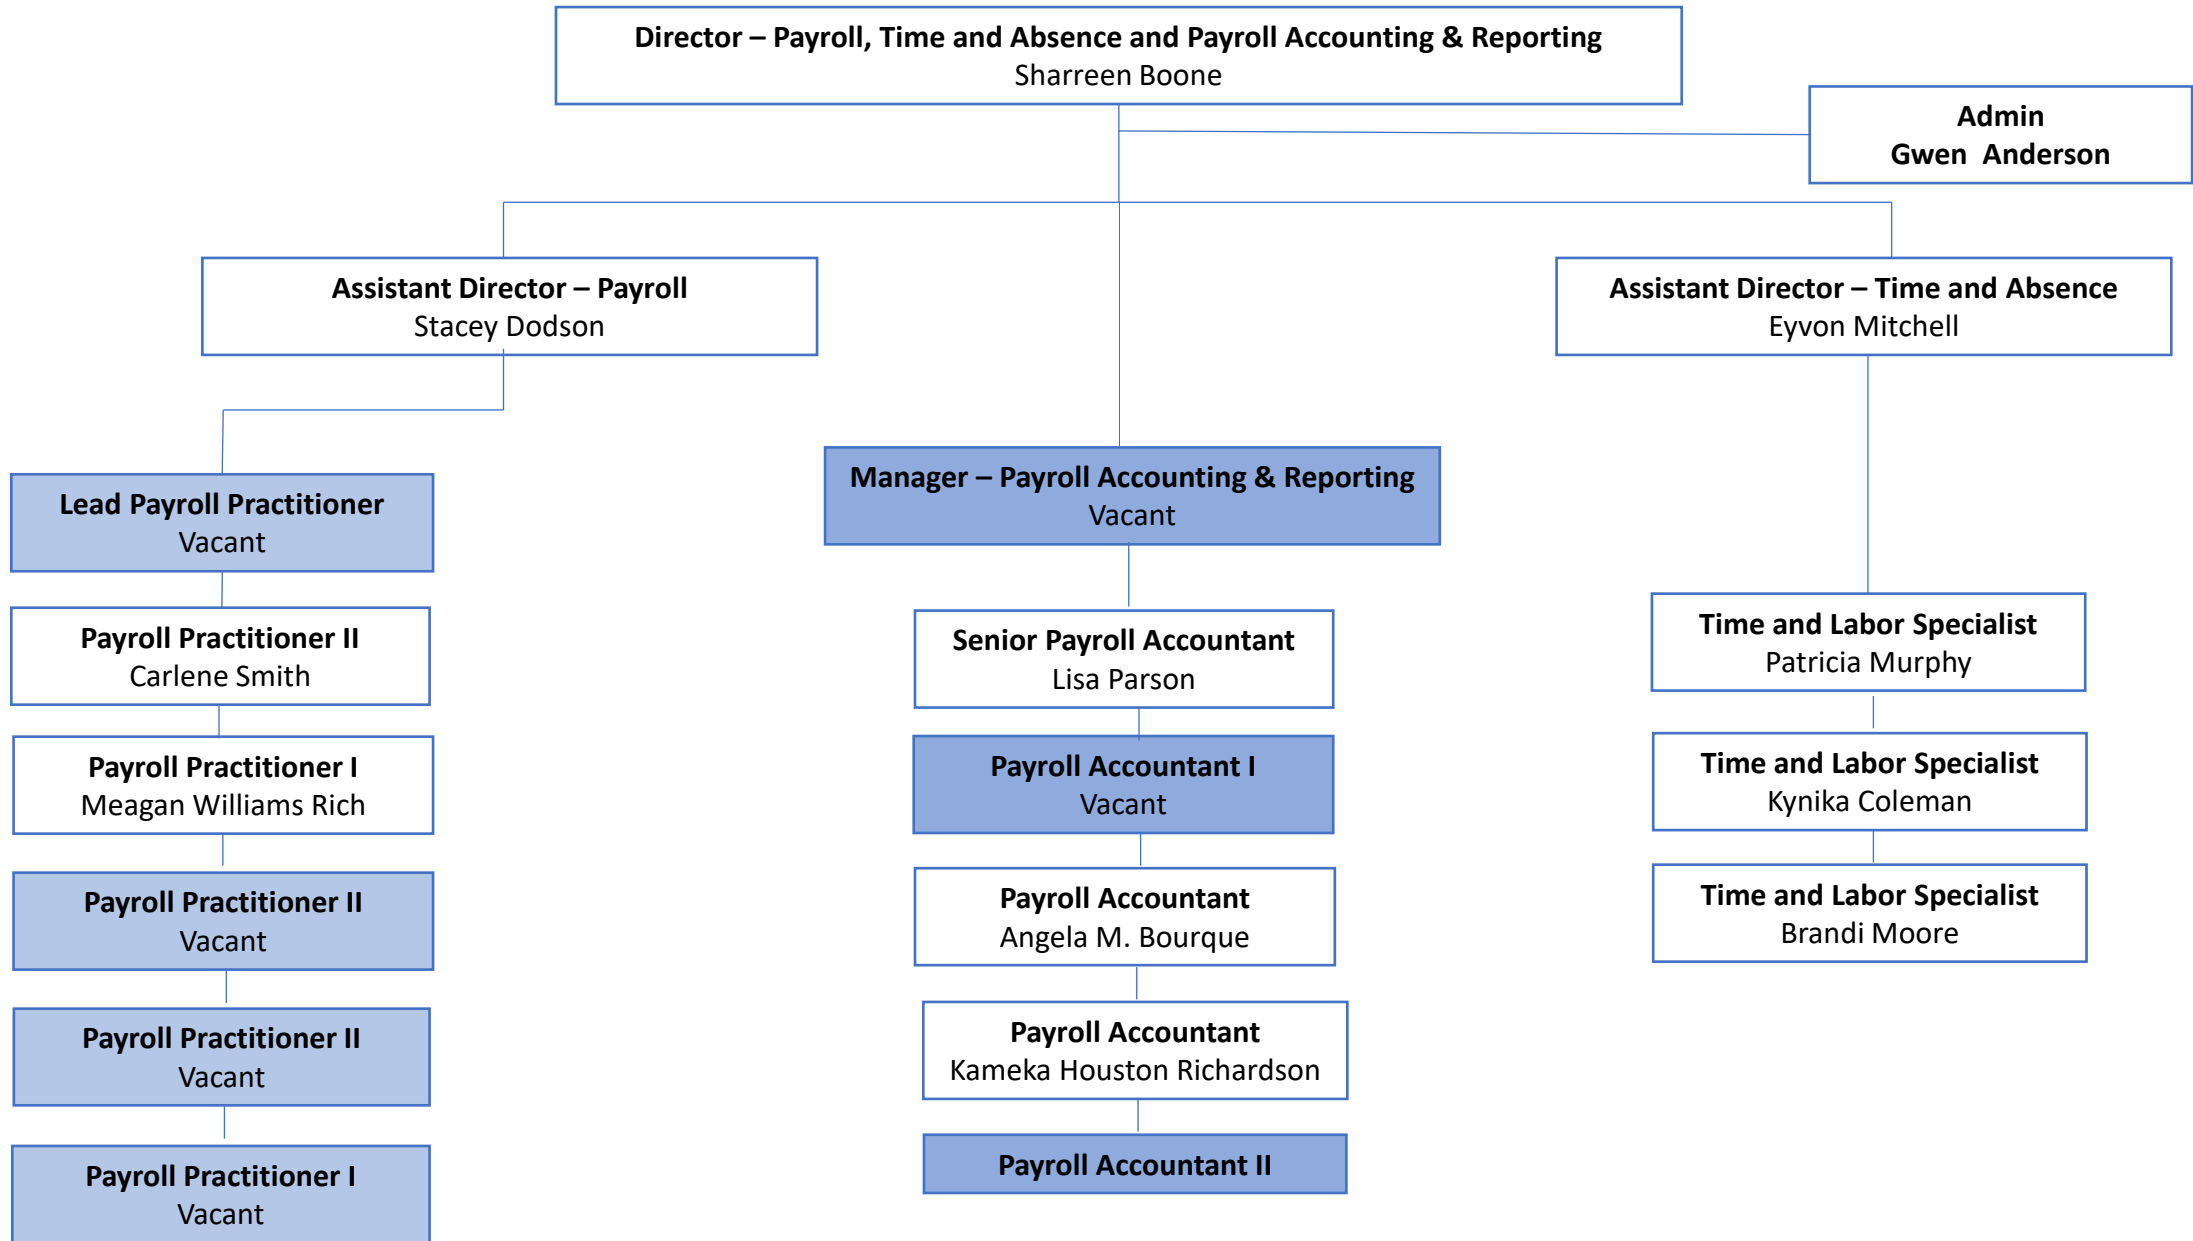 Director – Payroll, Time and Absence and Payroll Accounting & Reporting
Sharreen Boone
Admin
Gwen  Anderson
Assistant Director – Payroll
Stacey Dodson
Assistant Director – Time and Absence
Eyvon Mitchell
Lead Payroll Practitioner
Vacant
Payroll Practitioner II
Carlene Smith
Payroll Practitioner I
Meagan Williams Rich
Payroll Practitioner II
Vacant
Payroll Practitioner II
Vacant
Payroll Practitioner I
Vacant
Manager – Payroll Accounting & Reporting
Vacant
Senior Payroll Accountant
Lisa Parson
Payroll Accountant I
Vacant
Payroll Accountant
Angela M. Bourque
Payroll Accountant
Kameka Houston Richardson
Payroll Accountant II
Time and Labor Specialist
Patricia Murphy
Time and Labor Specialist
Kynika Coleman
Time and Labor Specialist
Brandi Moore